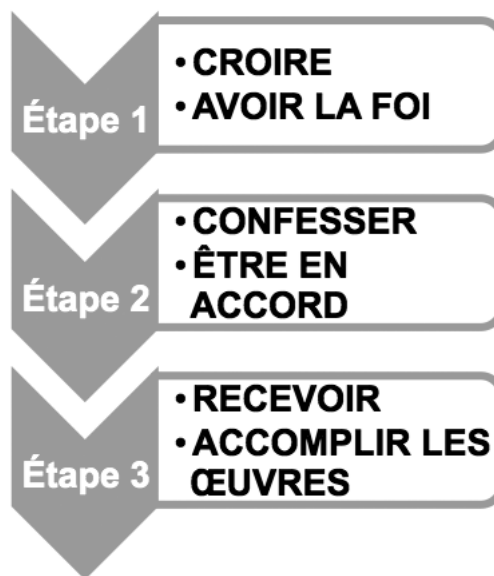 Étape 1
• CROIRE
• AVOIR LA FOI
Étape 2
• CONFESSER
• ÊTRE EN
ACCORD
Étape 3
• RECEVOIR
• ACCOMPLIR LES
ŒUVRES